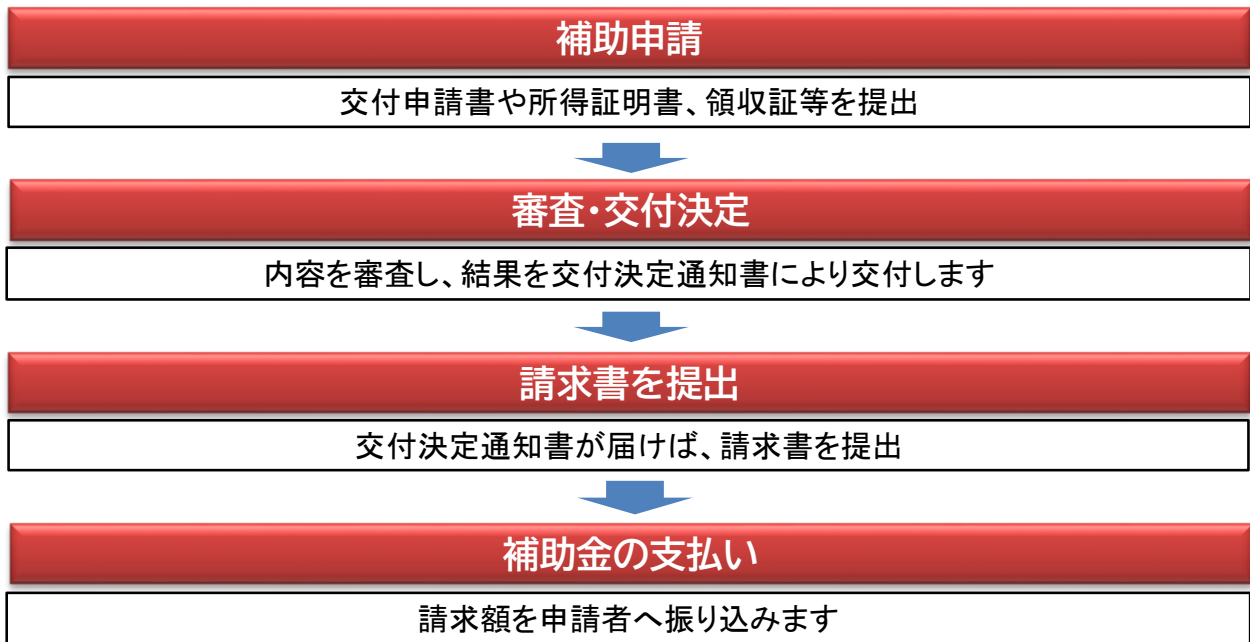 補助申請
交付申請書や所得証明書、領収証等を提出
審査・交付決定
内容を審査し、結果を交付決定通知書により交付します
請求書を提出
交付決定通知書が届けば、請求書を提出
補助金の支払い
請求額を申請者へ振り込みます